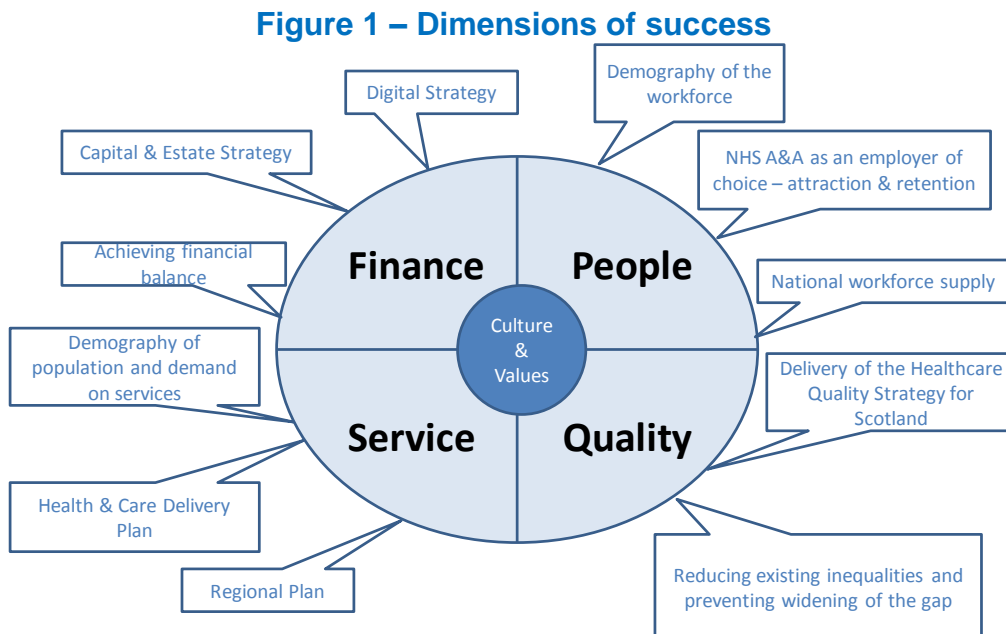 Figure 1 – Dimensions of success
Digital Strategy
Demography of the
workforce
Capital & Estate Strategy
NHS A&A as an employer of
choice – attraction & retention
Achieving financial
balance
Finance
People
National workforce supply
Culture
&
Values
Demography of
population and demand
on services
Delivery of the Healthcare
Quality Strategy for
Scotland
Service
Quality
Health & Care Delivery
Plan
Regional Plan
Reducing existing inequalities and
preventing widening of the gap